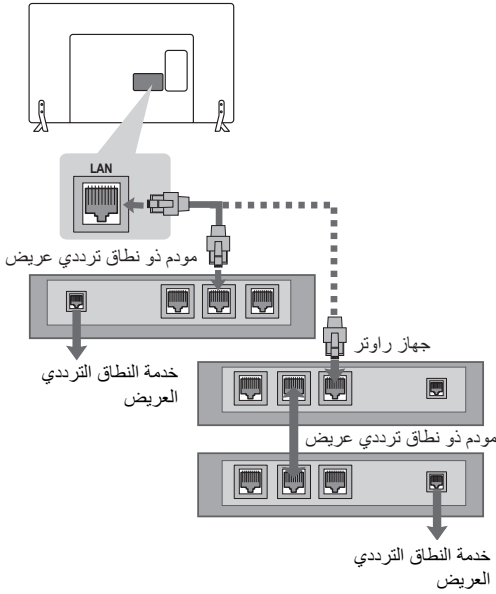 LAN
مودم ذو نطاق ترددي عريض
جهاز راوتر
خدمة النطاق الترددي
العريض
مودم ذو نطاق ترددي عريض
خدمة النطاق الترددي
العريض